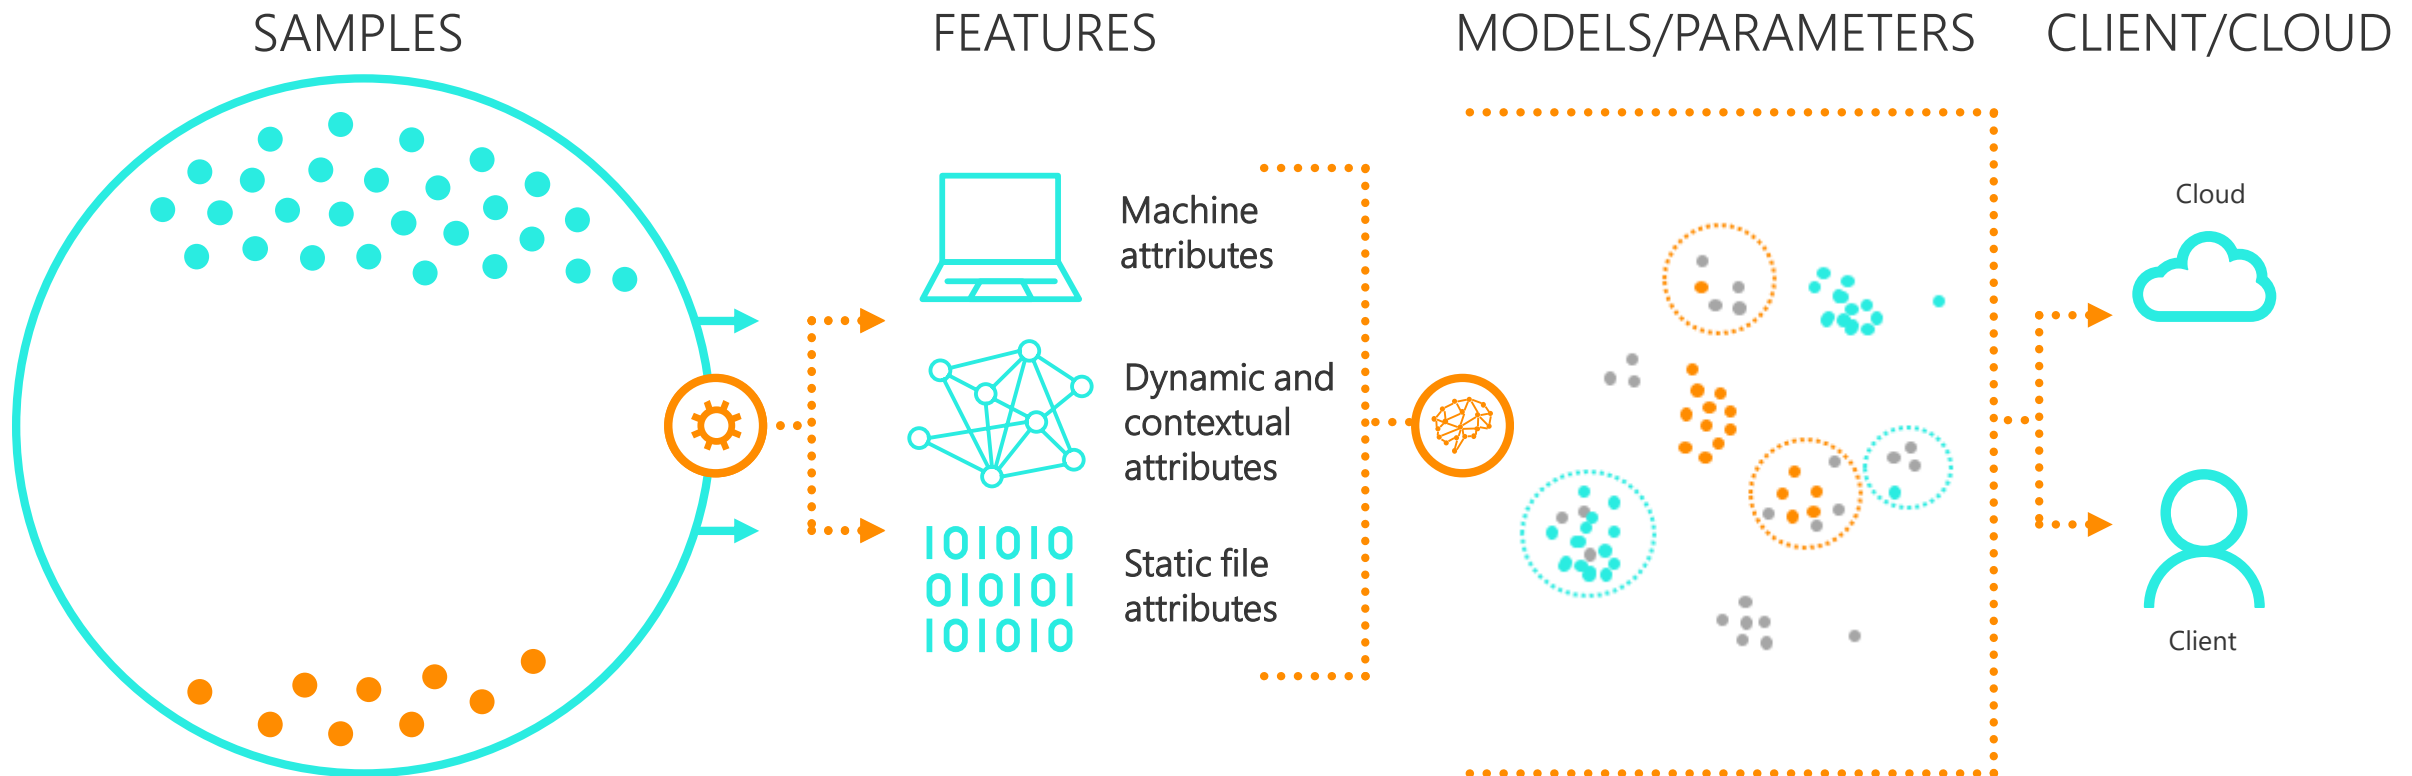 SAMPLES
FEATURES
MODELS/PARAMETERS
CLIENT/CLOUD
Machine
attributes
Dynamic and
contextual
attributes
101010
010101
101010
Static file
attributes
Cloud
Client